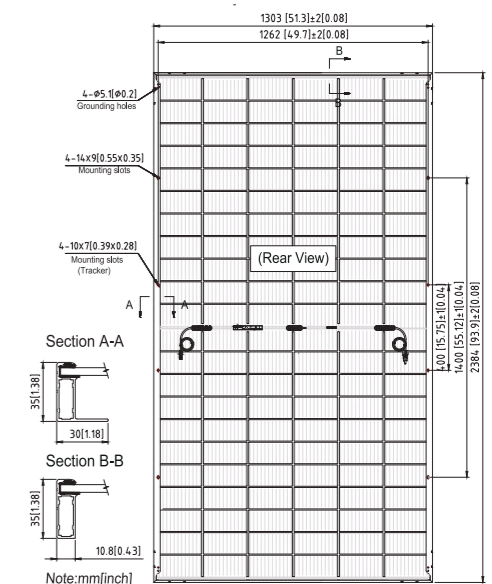 1303 [51.3]±2[0.08]
1262 [49.7]±2[0.08]
B
B
4-φ5.1[φ0.2]
Grounding holes
4-14x9[0.55x0.35]
Mounting slots
4-10x7[0.39x0.28]
Mounting slots
(Tracker)
(Rear View)
A
A
400 [15.75]±1[0.04]
1400 [55.12]±1[0.04]
2384 [93.9]±2[0.08]
Section A-A
35[1.38]
30[1.18]
Section B-B
35[1.38]
10.8[0.43]
Note:mm[inch]